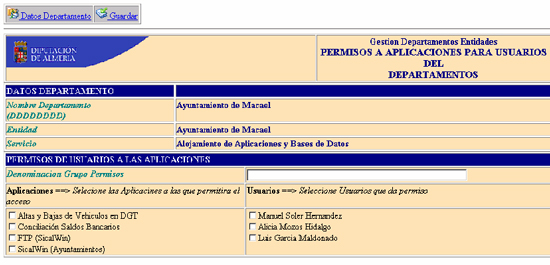 Datos Departamento Guardar
DIPUTACIÓN
DE ALMERIA
Gestion Departamentos Entidades
PERMISOS A APLICACIONES PARA USUARIOS
DEL
DEPARTAMENTOS
DATOS DEPARTAMENTO
Nombre Departamento Ayuntamiento de Macael
(DDDDDDDD)
Entidad Ayuntamiento de Macael
Servicio Alojamiento de Aplicaciones y Bases de Datos
PERMISOS DE USUARIOS A LAS APLICACIONES
Denominacion Grupo Permisos
Aplicaciones ==> Selecione las Aplicacines a las que permitira el Usuarios ==> Seleccione Usuarios que da permiso
acceso
Altas y Bajas de Vehiculos en DGT Manuel Soler Hernandez
Conciliación Saldos Bancarios Alicia Mozos Hidalgo
FTP (SicalWin) Luis Garcia Maldonado
SicalWin (Ayuntamientos)